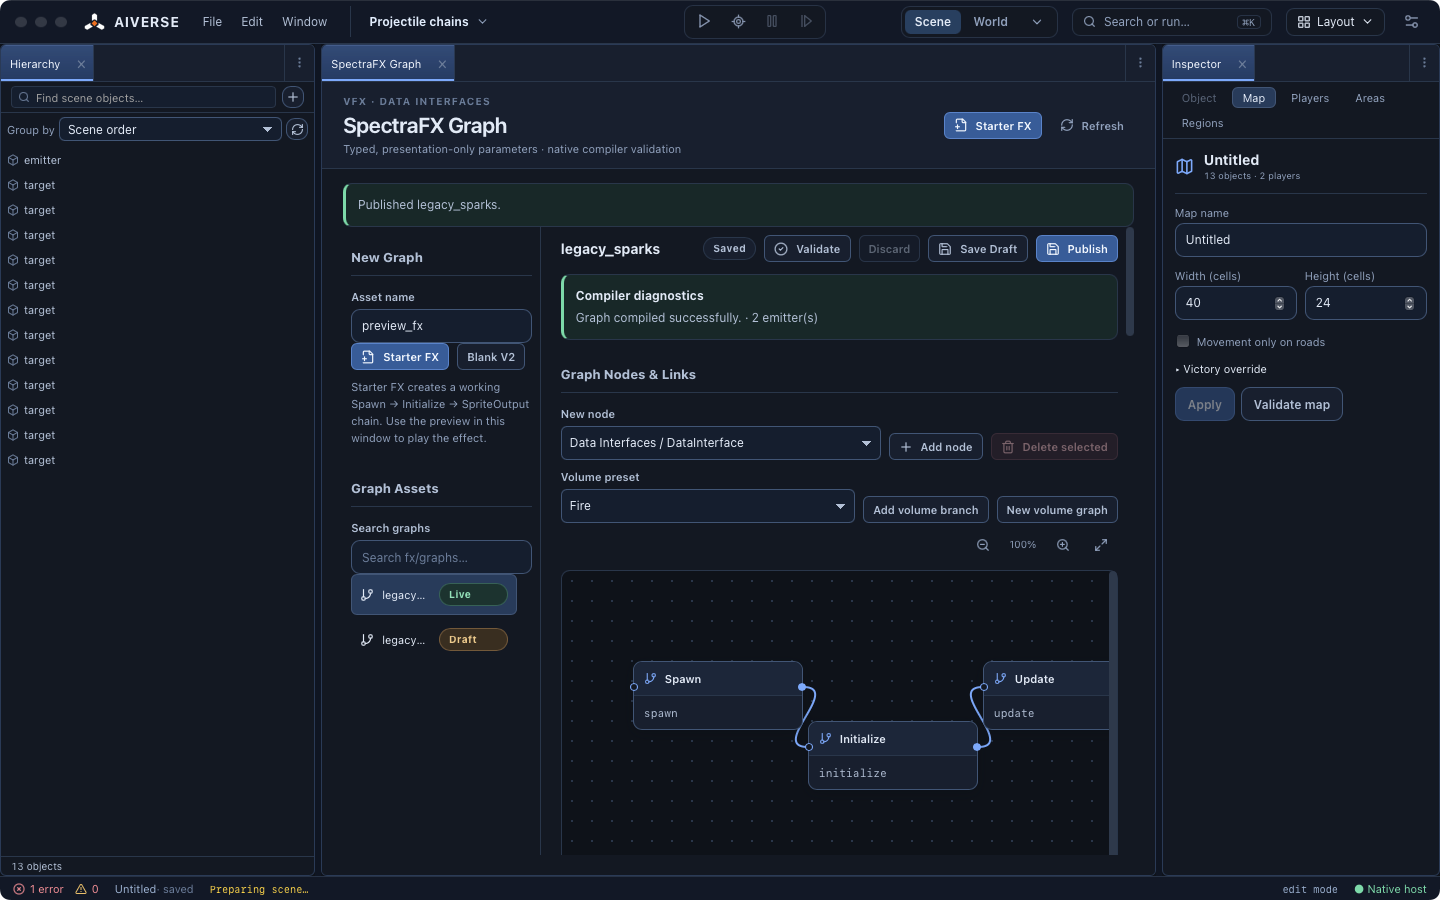 AIVERSE File Edit Window Projectile chains Scene World Search or run... ⌘K Layout
Hierarchy
Find scene objects...
Group by Scene order
emitter
target
target
target
target
target
target
target
target
target
target
target
target
13 objects
SpectraFX Graph
VFX · DATA INTERFACES
SpectraFX Graph
Typed, presentation-only parameters · native compiler validation
Starter FX Refresh
Published legacy_sparks.
New Graph
Asset name
preview_fx
Starter FX Blank V2
Starter FX creates a working
Spawn → Initialize → SpriteOutput
chain. Use the preview in this
window to play the effect.
Graph Assets
Search graphs
Search fx/graphs...
legacy... Live
legacy... Draft
legacy_sparks Saved Validate Discard Save Draft Publish
Compiler diagnostics
Graph compiled successfully. · 2 emitter(s)
Graph Nodes & Links
New node
Data Interfaces / DataInterface Add node Delete selected
Volume preset
Fire Add volume branch New volume graph
100%
Spawn
spawn
Initialize
initialize
Update
update
Inspector
Object Map Players Areas
Regions
Untitled
13 objects · 2 players
Map name
Untitled
Width (cells) Height (cells)
40 24
Movement only on roads
Victory override
Apply Validate map
1 error 0 Untitled · saved Preparing scene… edit mode Native host